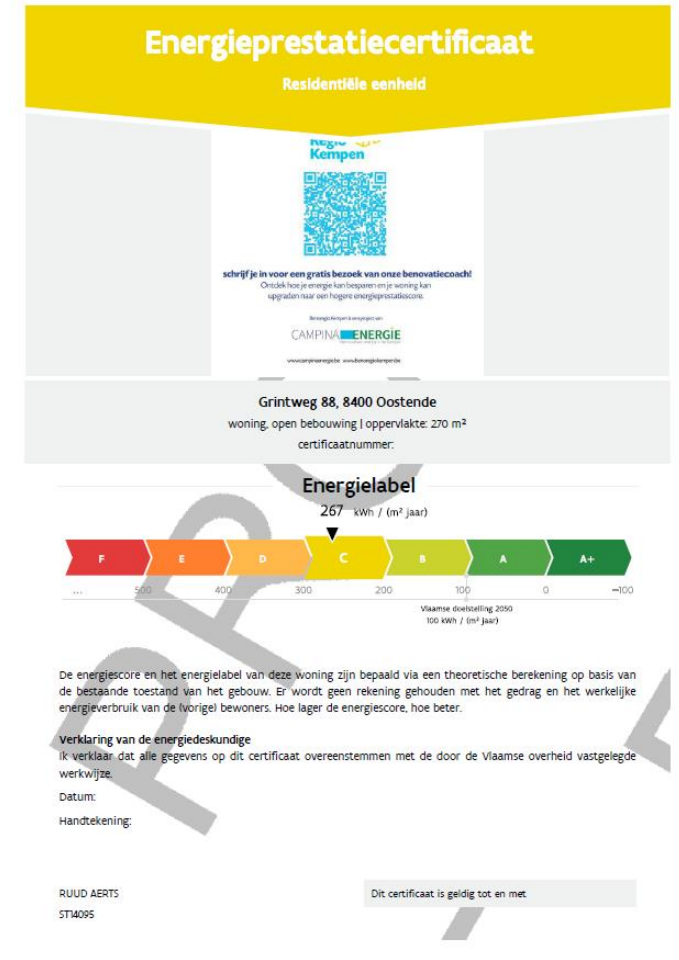 Energieprestatiecertificaat
Residentiële eenheid
Regio
Kempen
schrijf je in voor een gratis bezoek van onze benovatiecoach!
Ontdek hoe je energie kan besparen en je woning kan
upgraden naar een hogere energieprestatiescore.
CAMPINA ENERGIE
www.campinaenergie.be
Grintweg 88, 8400 Oostende
woning, open bebouwing | oppervlakte: 270 m²
certificaatnummer:
Energielabel
267 kWh / (m² jaar)
F E D C B A A+
... 500 400 300 200 100 0 −100
Vlaamse doelstelling 2050
100 kWh / (m² jaar)
De energiescore en het energielabel van deze woning zijn bepaald via een theoretische berekening op basis van
de bestaande toestand van het gebouw. Er wordt geen rekening gehouden met het gedrag en het werkelijke
energieverbruik van de (vorige) bewoners. Hoe lager de energiescore, hoe beter.
Verklaring van de energiedeskundige
Ik verklaar dat alle gegevens op dit certificaat overeenstemmen met de door de Vlaamse overheid vastgelegde
werkwijze.
Datum:
Handtekening:
RUUD AERTS
ST14095
Dit certificaat is geldig tot en met